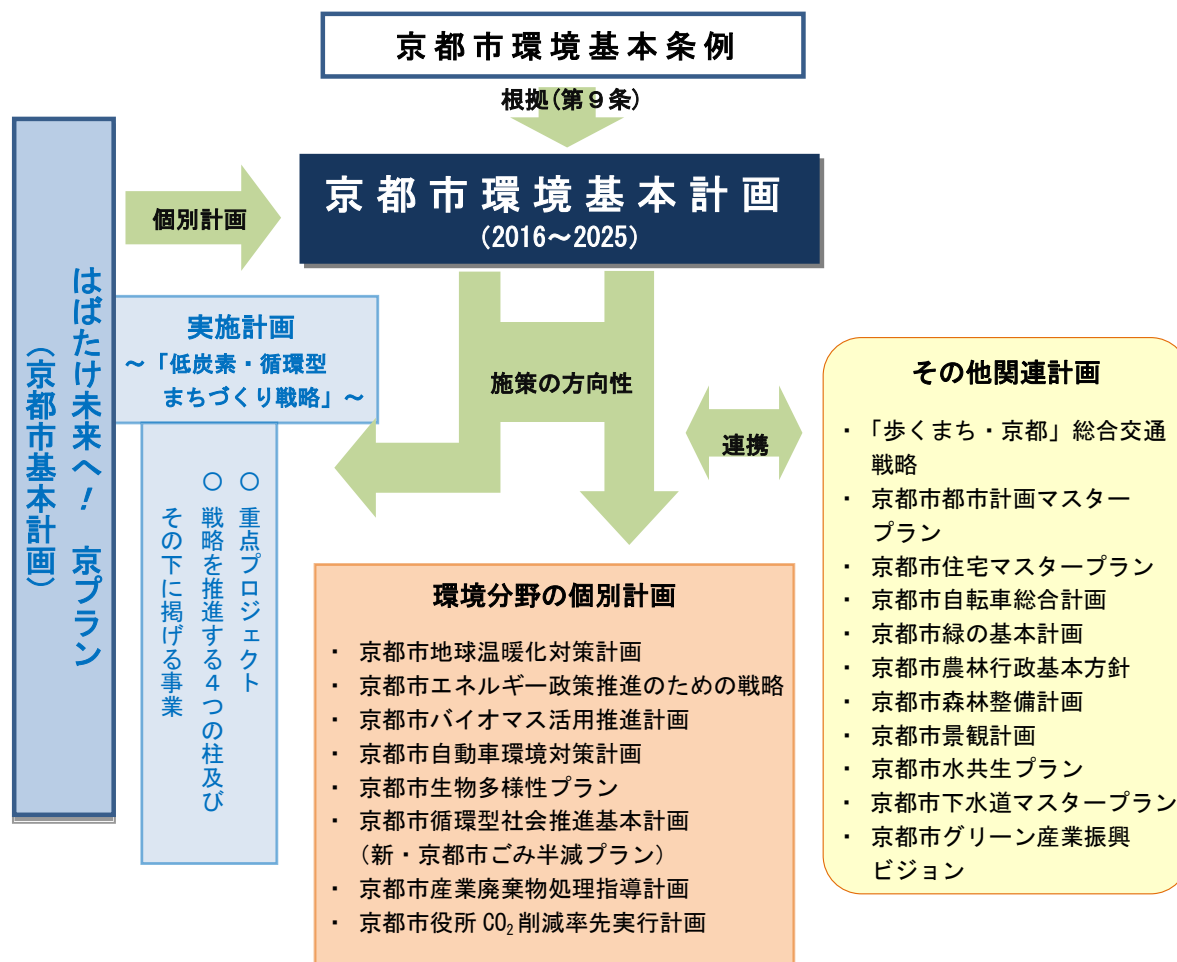 京都市環境基本条例
根拠(第９条)
京都市環境基本計画
(2016～2025)
個別計画
はばたけ未来へ！ 京プラン
(京都市基本計画)
実施計画
～「低炭素・循環型
まちづくり戦略」～
○ 重点プロジェクト
○ 戦略を推進する４つの柱及び
その下に掲げる事業
施策の方向性
連携
環境分野の個別計画
・ 京都市地球温暖化対策計画
・ 京都市エネルギー政策推進のための戦略
・ 京都市バイオマス活用推進計画
・ 京都市自動車環境対策計画
・ 京都市生物多様性プラン
・ 京都市循環型社会推進基本計画
（新・京都市ごみ半減プラン）
・ 京都市産業廃棄物処理指導計画
・ 京都市役所 CO₂削減率先実行計画
その他関連計画
・ 「歩くまち・京都」総合交通
戦略
・ 京都市都市計画マスター
プラン
・ 京都市住宅マスタープラン
・ 京都市自転車総合計画
・ 京都市緑の基本計画
・ 京都市農林行政基本方針
・ 京都市森林整備計画
・ 京都市景観計画
・ 京都市水共生プラン
・ 京都市下水道マスタープラン
・ 京都市グリーン産業振興
ビジョン